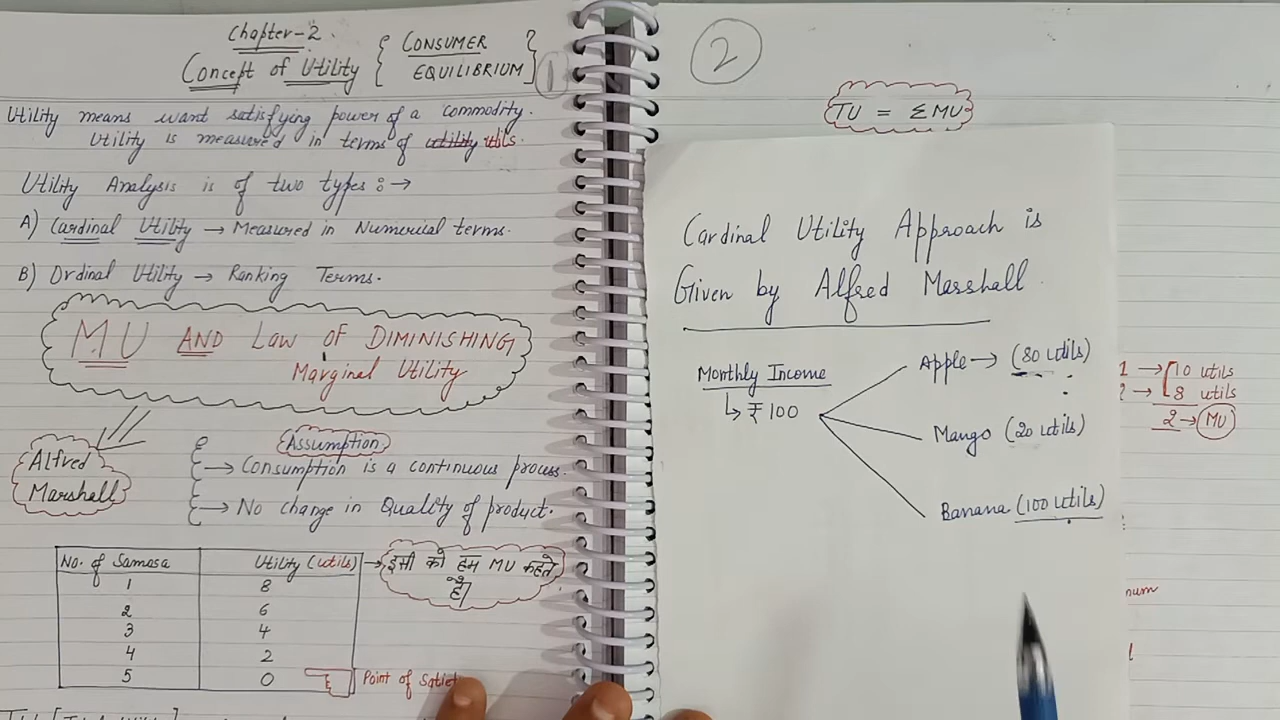 Chapter-2.
Concept of Utility { CONSUMER EQUILIBRIUM }
1
Utility means want satisfying power of a commodity.
Utility is measured in terms of utility utils.
Utility Analysis is of two types :→
A) Cardinal Utility → Measured in Numerical terms.
B) Ordinal Utility → Ranking Terms.
MU AND Law of DIMINISHING
Marginal Utility
Alfred
Marshall
Assumption
→ Consumption is a continuous process.
→ No change in Quality of product.
No. of Samosa Utility (utils) → इसी को हम MU कहते है।
1 8
2 6
3 4
4 2
5 0 Point of
2
TU = ΣMU
Cardinal Utility Approach is
Given by Alfred Marshall
Monthly Income
↳ ₹100
Apple → (80 utils)
Mango (20 utils)
Banana (100 utils)
1 → 10 utils
8 utils
2 → MU